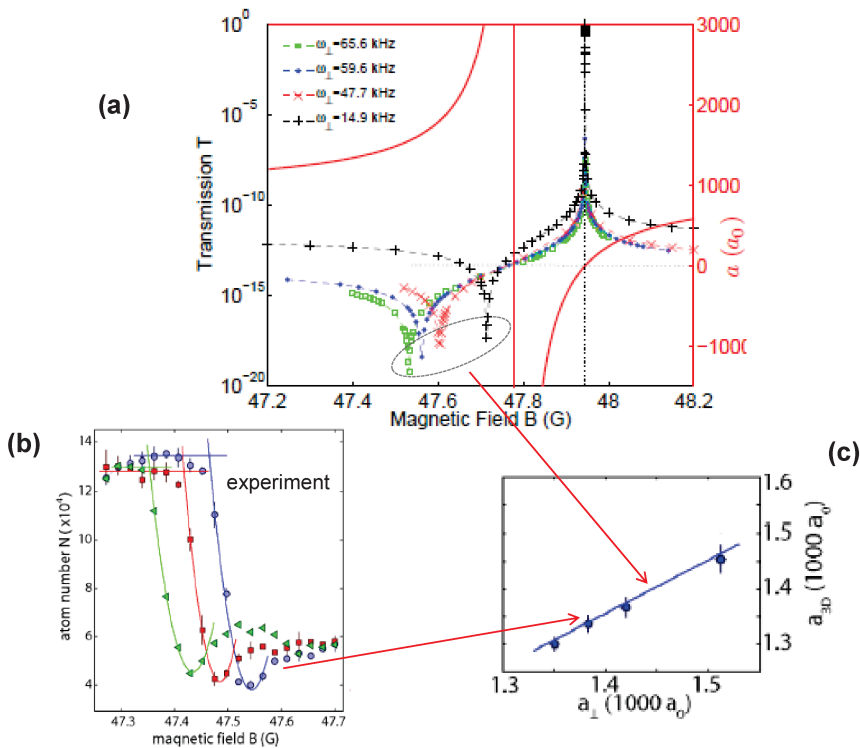 (a)
10⁰
10⁻⁵
10⁻¹⁰
10⁻¹⁵
10⁻²⁰
Transmission T
ω⊥=65.6 kHz
ω⊥=59.6 kHz
ω⊥=47.7 kHz
ω⊥=14.9 kHz
3000
2000
1000
0
-1000
a (a₀)
47.2 47.4 47.6 47.8 48 48.2
Magnetic Field B (G)
(b)
14
12
10
8
6
4
atom number N (x10⁴)
experiment
47.3 47.4 47.5 47.6 47.7
magnetic field B (G)
(c)
1.6
1.5
1.4
1.3
a₃D (1000 a₀)
1.3 1.4 1.5
a⊥ (1000 a₀)